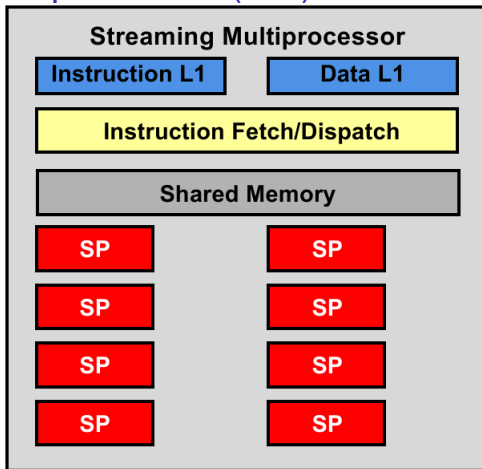 Streaming Multiprocessor
Instruction L1 Data L1
Instruction Fetch/Dispatch
Shared Memory
SP SP
SP SP
SP SP
SP SP